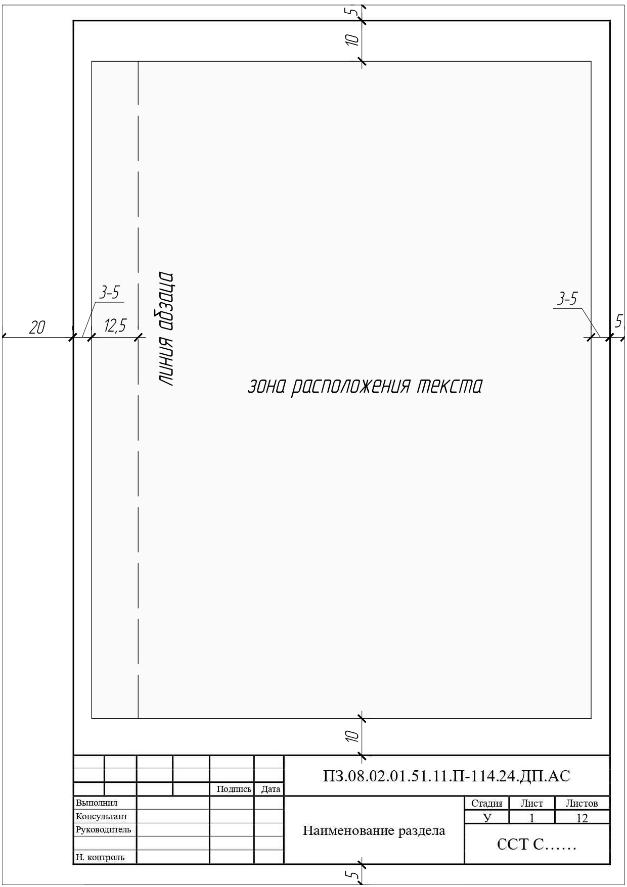 5
10
3-5
20
12,5
линия абзаца
3-5
5
зона расположения текста
10
ПЗ.08.02.01.51.11.П-114.24.ДП.АС
Подпись Дата
Выполнил
Консультант
Руководитель
Н. контроль
Наименование раздела
Стадия Лист Листов
У 1 12
ССТ С……
5